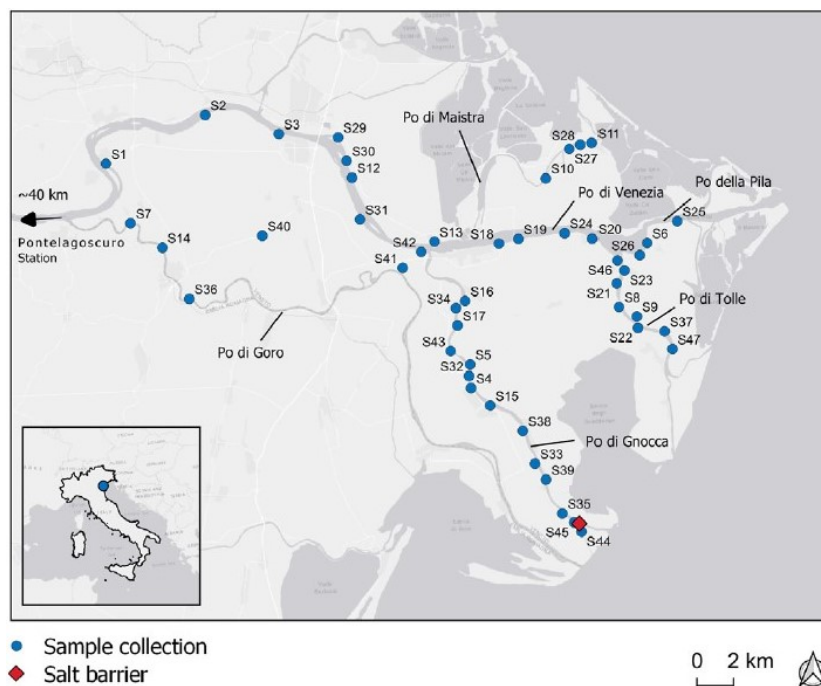 S2
S3
S29
S28
S11
Po di Maistra
S30
S27
S1
S12
S10
Po della Pila
~40 km
Po di Venezia
S7
S31
S25
S40
S13
S18
S19
S24
S20
S6
Pontelagoscuro
Station
S14
S42
S26
S41
S46
S23
S36
S16
S21
S34
S8
S9
Po di Tolle
S17
S22
S37
Po di Goro
S43
S5
S47
S32
S4
S15
S38
Po di Gnocca
S33
S39
S35
S45
S44
Sample collection
Salt barrier
0 2 km